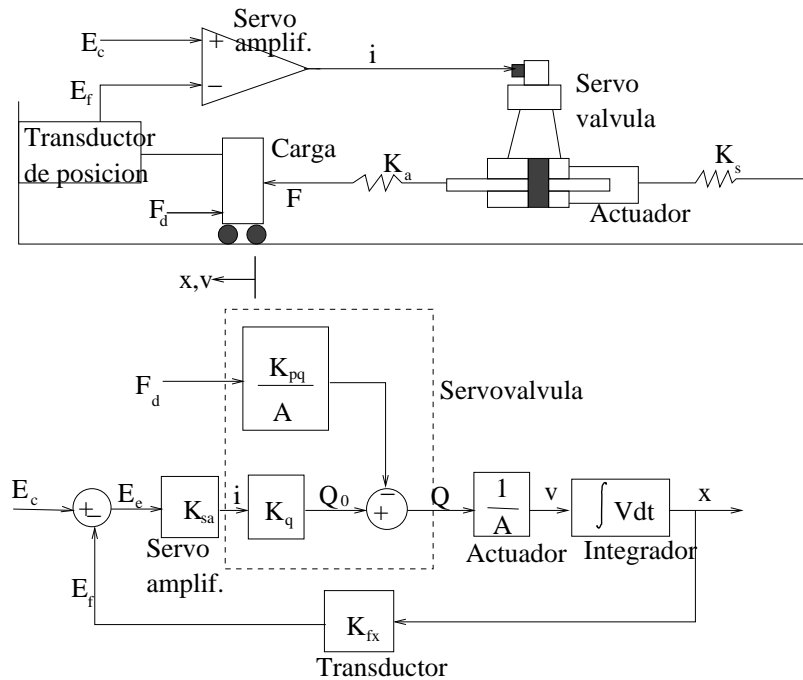 Servo
amplif.
E_c
+
i
E_f
−
Servo
valvula
Transductor
de posicion
Carga
K_a
K_s
F
F_d
Actuador
x,v
K_pq
A
F_d
Servovalvula
−
E_c
+
−
E_e
K_sa
i
K_q
Q_0
+
Q
1
A
v
∫ Vdt
x
Servo
amplif.
Actuador
Integrador
E_f
K_fx
Transductor